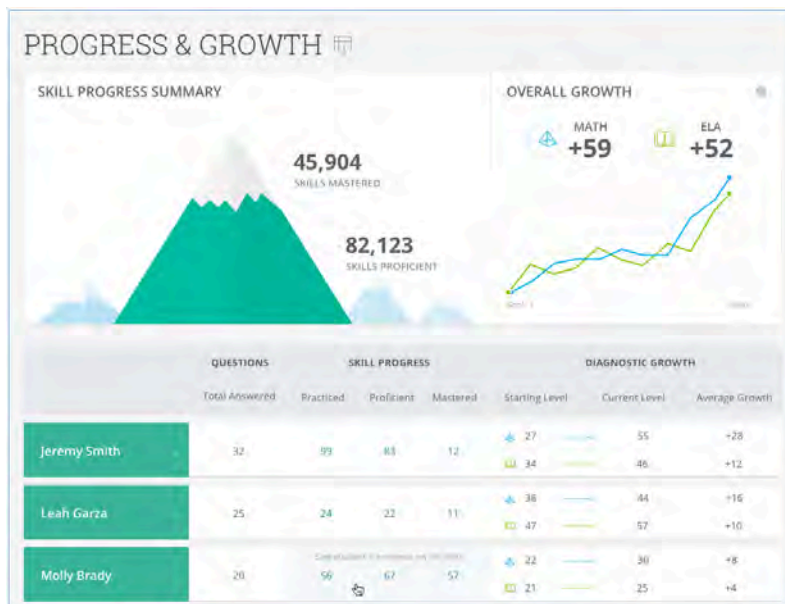 PROGRESS & GROWTH
SKILL PROGRESS SUMMARY
45,904
SKILLS MASTERED
82,123
SKILLS PROFICIENT
OVERALL GROWTH
MATH
+59
ELA
+52
QUESTIONS SKILL PROGRESS DIAGNOSTIC GROWTH
Total Answered Practiced Proficient Mastered Starting Level Current Level Average Growth
Jeremy Smith 32 99 83 12
27 55 +28
34 46 +12
Leah Garza 25 24 22 11
38 44 +16
47 57 +10
Molly Brady 20 56 67 57
22 30 +8
21 25 +4